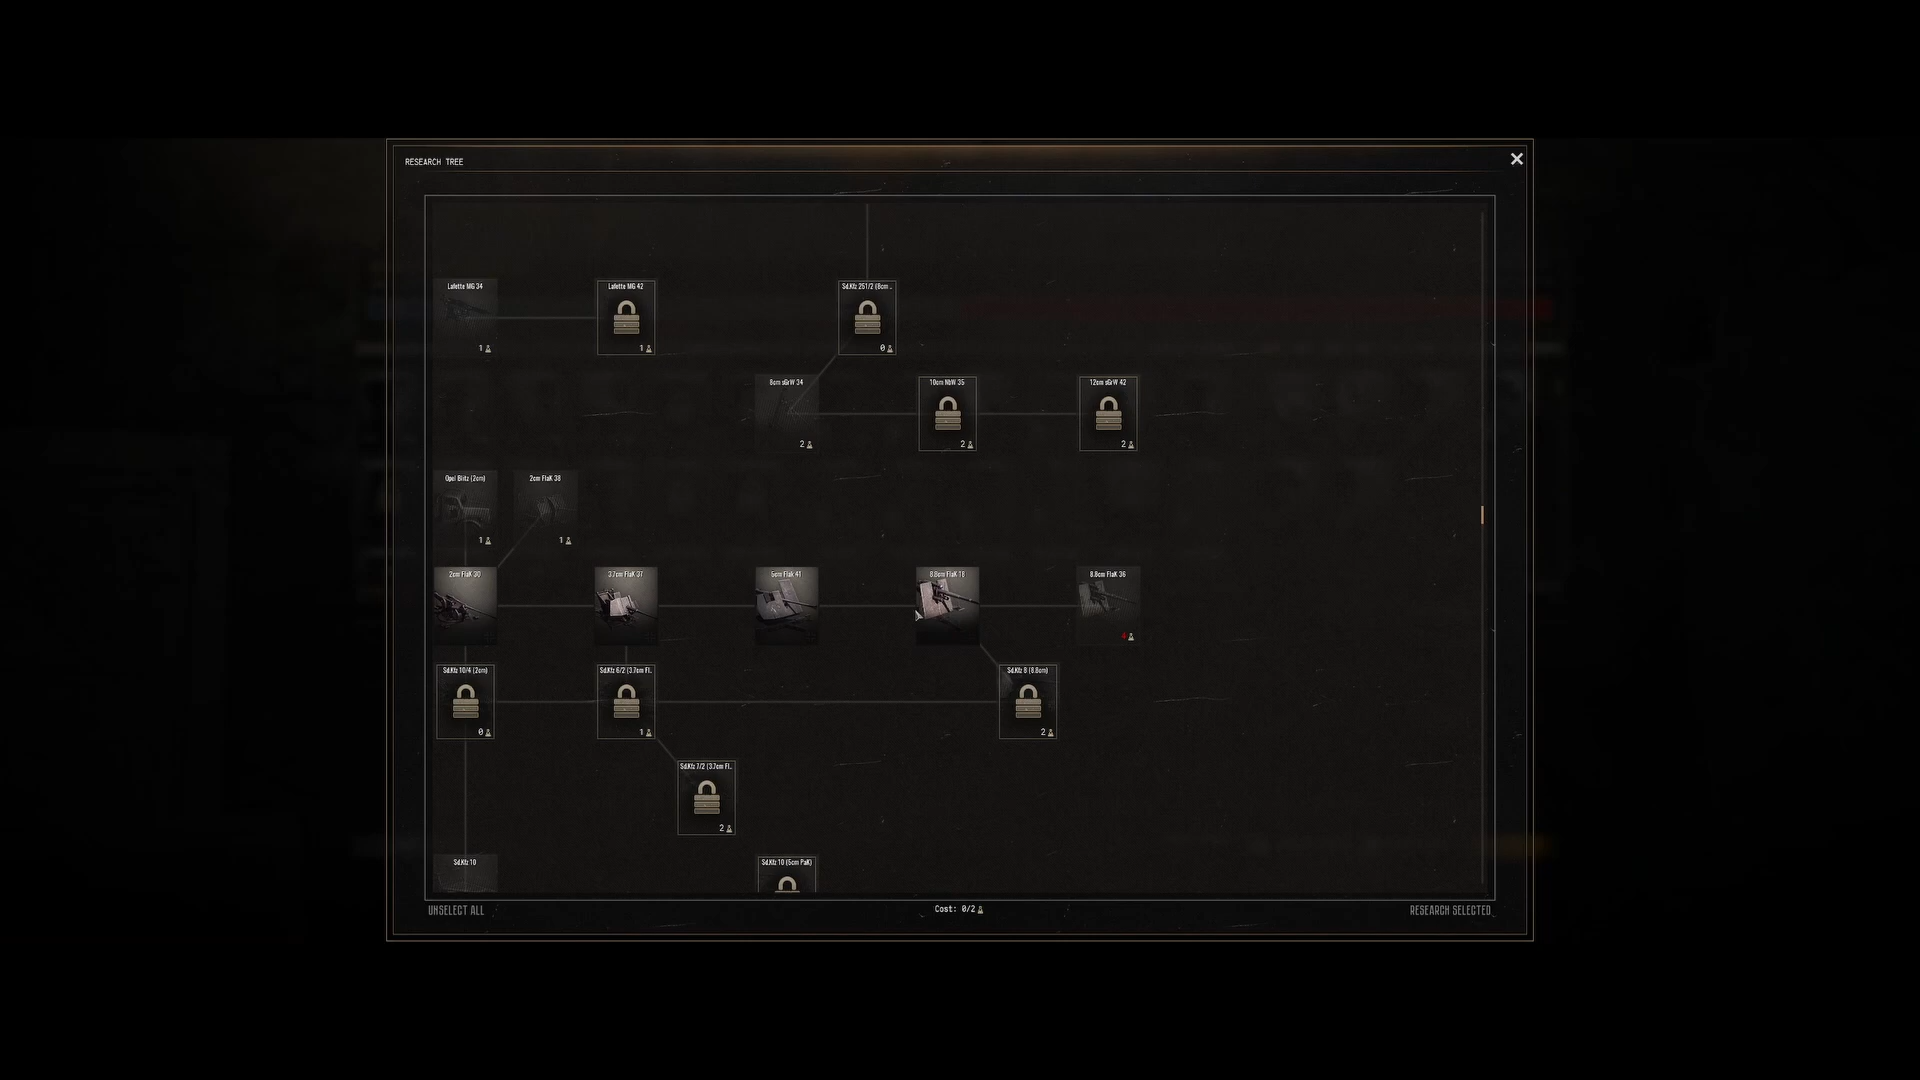 RESEARCH TREE
Lafette MG 34
Lafette MG 42
Sd.Kfz 251/2 (8cm ..
1
1
0
8cm sGrW 34
10cm NbW 35
12cm sGrW 42
2
2
2
Opel Blitz (2cm)
2cm FlaK 38
1
1
2cm FlaK 30
3.7cm FlaK 37
5cm Flak 41
8.8cm FlaK 18
8.8cm FlaK 36
4
Sd.Kfz 10/4 (2cm)
Sd.Kfz 6/2 (3.7cm Fl..
Sd.Kfz 8 (8.8cm)
0
1
2
Sd.Kfz 7/2 (3.7cm Fl..
2
Sd.Kfz 10
Sd.Kfz 10 (5cm PaK)
UNSELECT ALL
Cost: 0/2
RESEARCH SELECTED